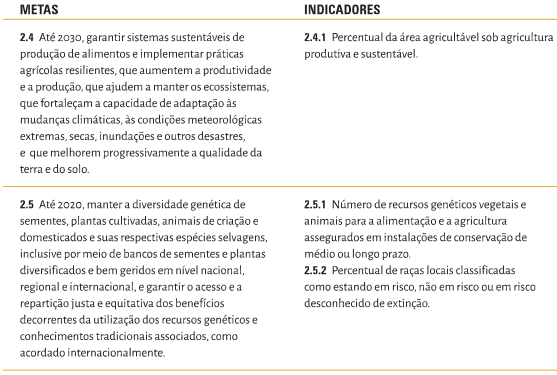 METAS
INDICADORES
2.4 Até 2030, garantir sistemas sustentáveis de
produção de alimentos e implementar práticas
agrícolas resilientes, que aumentem a produtividade
e a produção, que ajudem a manter os ecossistemas,
que fortaleçam a capacidade de adaptação às
mudanças climáticas, às condições meteorológicas
extremas, secas, inundações e outros desastres,
e que melhorem progressivamente a qualidade da
terra e do solo.
2.4.1 Percentual da área agricultável sob agricultura
produtiva e sustentável.
2.5 Até 2020, manter a diversidade genética de
sementes, plantas cultivadas, animais de criação e
domesticados e suas respectivas espécies selvagens,
inclusive por meio de bancos de sementes e plantas
diversificados e bem geridos em nível nacional,
regional e internacional, e garantir o acesso e a
repartição justa e equitativa dos benefícios
decorrentes da utilização dos recursos genéticos e
conhecimentos tradicionais associados, como
acordado internacionalmente.
2.5.1 Número de recursos genéticos vegetais e
animais para a alimentação e a agricultura
assegurados em instalações de conservação de
médio ou longo prazo.
2.5.2 Percentual de raças locais classificadas
como estando em risco, não em risco ou em risco
desconhecido de extinção.